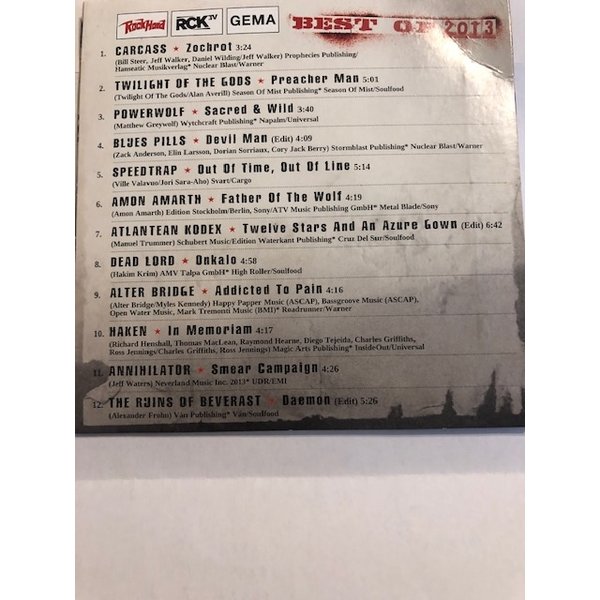 RockHard RCK TV GEMA BEST OF 2013
1. CARCASS ★ Zochrot 3:24
(Bill Steer, Jeff Walker, Daniel Wilding/Jeff Walker) Prophecies Publishing/
Hanseatic Musikverlag* Nuclear Blast/Warner
2. TWILIGHT OF THE GODS ★ Preacher Man 5:01
(Twilight Of The Gods/Alan Averill) Season Of Mist Publishing* Season Of Mist/Soulfood
3. POWERWOLF ★ Sacred & Wild 3:40
(Matthew Greywolf) Wytchcraft Publishing* Napalm/Universal
4. BLUES PILLS ★ Devil Man (Edit) 4:09
(Zack Anderson, Elin Larsson, Dorian Sorriaux, Cory Jack Berry) Stormblast Publishing* Nuclear Blast/Warner
5. SPEEDTRAP ★ Out Of Time, Out Of Line 5:14
(Ville Valavuo/Jori Sara-Aho) Svart/Cargo
6. AMON AMARTH ★ Father Of The Wolf 4:19
(Amon Amarth) Edition Stockholm/Berlin, Sony/ATV Music Publishing GmbH* Metal Blade/Sony
7. ATLANTEAN KODEX ★ Twelve Stars And An Azure Gown (Edit) 6:42
(Manuel Trummer) Schubert Music/Edition Waterkant Publishing* Cruz Del Sur/Soulfood
8. DEAD LORD ★ Onkalo 4:58
(Hakim Krim) AMV Talpa GmbH* High Roller/Soulfood
9. ALTER BRIDGE ★ Addicted To Pain 4:16
(Alter Bridge/Myles Kennedy) Happy Papper Music (ASCAP), Bassgroove Music (ASCAP),
Open Water Music, Mark Tremonti Music (BMI)* Roadrunner/Warner
10. HAKEN ★ In Memoriam 4:17
(Richard Henshall, Thomas MacLean, Raymond Hearne, Diego Tejeida, Charles Griffiths,
Ross Jennings/Charles Griffiths, Ross Jennings) Magic Arts Publishing* InsideOut/Universal
11. ANNIHILATOR ★ Smear Campaign 4:26
(Jeff Waters) Neverland Music Inc. 2013* UDR/EMI
12. THE RUINS OF BEVERAST ★ Daemon (Edit) 5:26
(Alexander Frohn) Ván Publishing* Ván/Soulfood